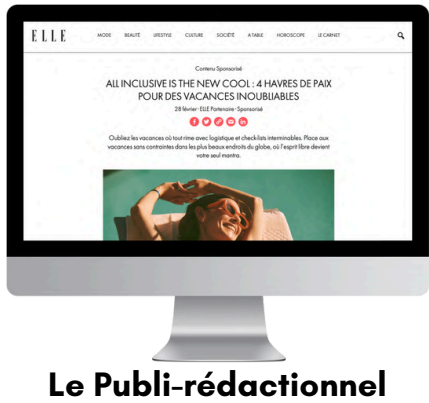 ELLE
MODE BEAUTÉ LIFESTYLE CULTURE SOCIÉTÉ A TABLE HOROSCOPE LE CARNET
Contenu Sponsorisé
ALL INCLUSIVE IS THE NEW COOL : 4 HAVRES DE PAIX
POUR DES VACANCES INOUBLIABLES
28 février · ELLE Partenaire · Sponsorisé
Oubliez les vacances où tout rime avec logistique et check-lists interminables. Place aux
vacances sans contraintes dans les plus beaux endroits du globe, où l'esprit libre devient
votre seul mantra.
Le Publi-rédactionnel